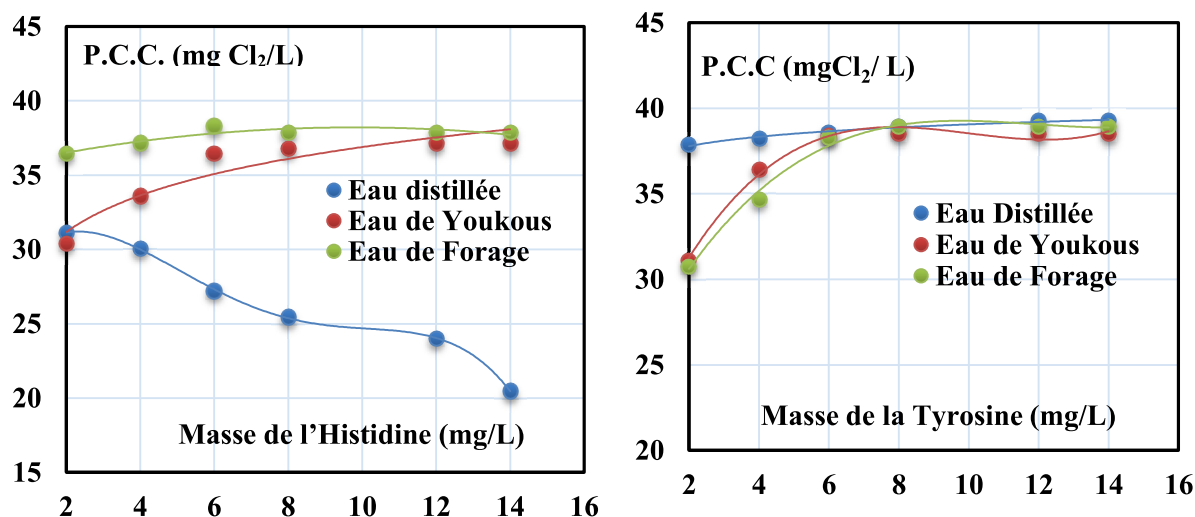 45
P.C.C. (mg Cl₂/L)
40
35
Eau distillée
Eau de Youkous
30
Eau de Forage
25
20
Masse de l’Histidine (mg/L)
15
2 4 6 8 10 12 14 16
45
P.C.C (mgCl₂/ L)
40
35
Eau Distillée
Eau de Youkous
30
Eau de Forage
25
Masse de la Tyrosine (mg/L)
20
2 4 6 8 10 12 14 16